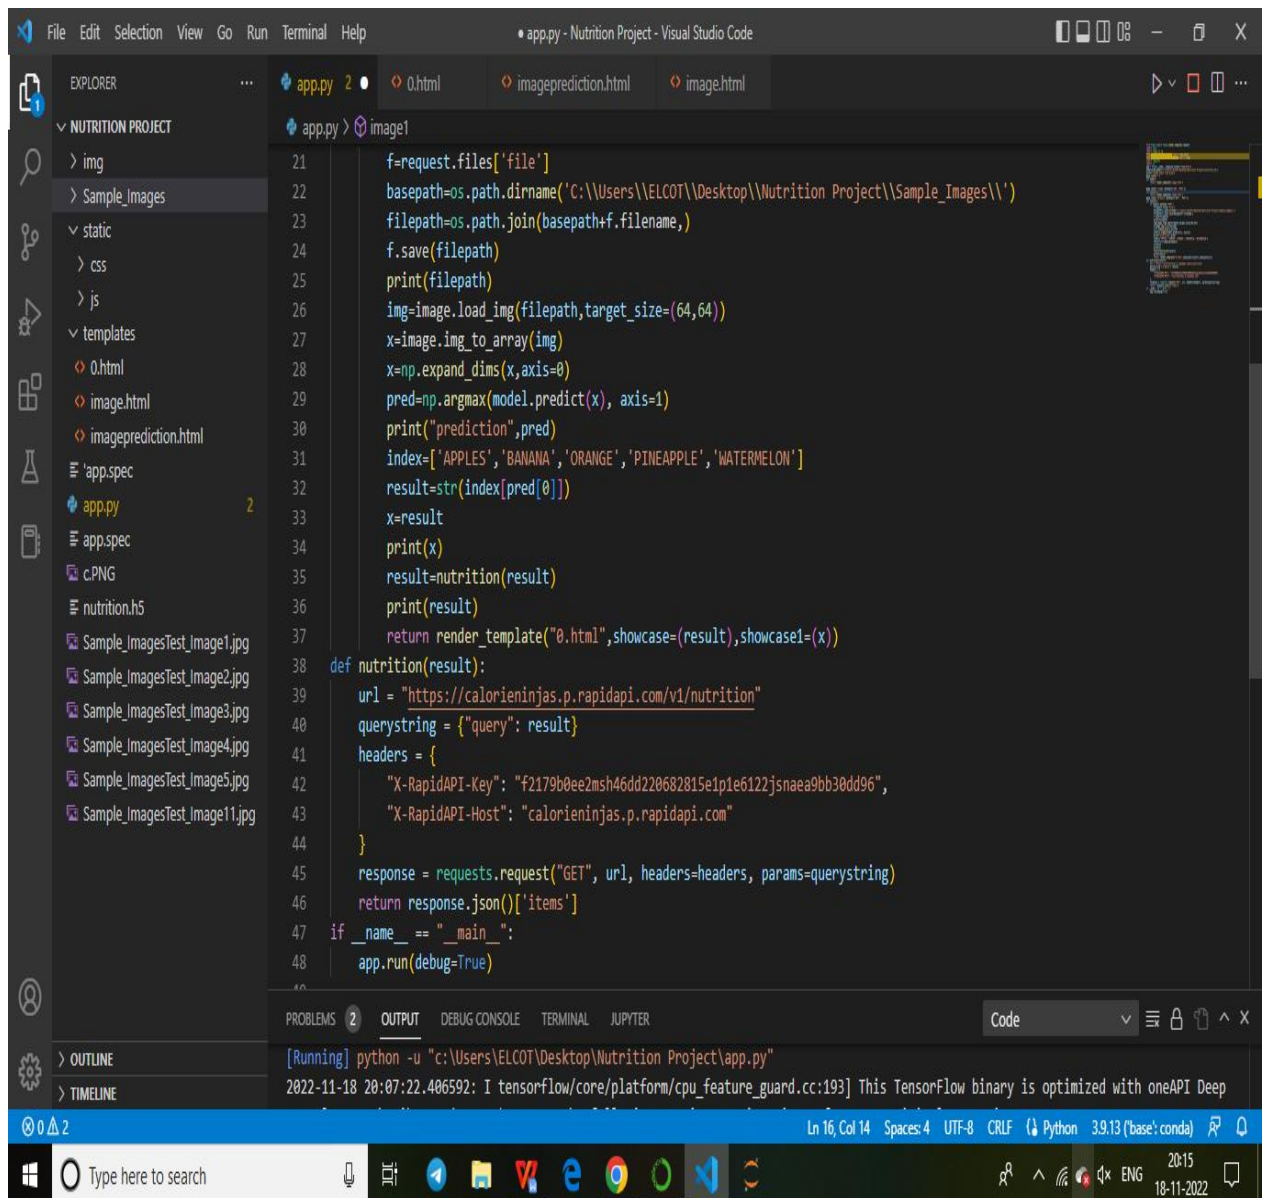 File Edit Selection View Go Run Terminal Help
● app.py - Nutrition Project - Visual Studio Code
EXPLORER
1
NUTRITION PROJECT
img
Sample_Images
static
css
js
templates
0.html
image.html
imageprediction.html
'app.spec
app.py 2
app.spec
c.PNG
nutrition.h5
Sample_ImagesTest_Image1.jpg
Sample_ImagesTest_Image2.jpg
Sample_ImagesTest_Image3.jpg
Sample_ImagesTest_Image4.jpg
Sample_ImagesTest_Image5.jpg
Sample_ImagesTest_Image11.jpg
OUTLINE
TIMELINE
app.py 2 ● 0.html imageprediction.html image.html
app.py > image1
21 f=request.files['file']
22 basepath=os.path.dirname('C:\\Users\\ELCOT\\Desktop\\Nutrition Project\\Sample_Images\\')
23 filepath=os.path.join(basepath+f.filename,)
24 f.save(filepath)
25 print(filepath)
26 img=image.load_img(filepath,target_size=(64,64))
27 x=image.img_to_array(img)
28 x=np.expand_dims(x,axis=0)
29 pred=np.argmax(model.predict(x), axis=1)
30 print("prediction",pred)
31 index=['APPLES','BANANA','ORANGE','PINEAPPLE','WATERMELON']
32 result=str(index[pred[0]])
33 x=result
34 print(x)
35 result=nutrition(result)
36 print(result)
37 return render_template("0.html",showcase=(result),showcase1=(x))
38 def nutrition(result):
39 url = "https://calorieninjas.p.rapidapi.com/v1/nutrition"
40 querystring = {"query": result}
41 headers = {
42 "X-RapidAPI-Key": "f2179b0ee2msh46dd220682815e1p1e6122jsnaea9bb30dd96",
43 "X-RapidAPI-Host": "calorieninjas.p.rapidapi.com"
44 }
45 response = requests.request("GET", url, headers=headers, params=querystring)
46 return response.json()['items']
47 if __name__ == "__main__":
48 app.run(debug=True)
PROBLEMS 2 OUTPUT DEBUG CONSOLE TERMINAL JUPYTER Code
[Running] python -u "c:\Users\ELCOT\Desktop\Nutrition Project\app.py"
2022-11-18 20:07:22.406592: I tensorflow/core/platform/cpu_feature_guard.cc:193] This TensorFlow binary is optimized with oneAPI Deep
0 2 Ln 16, Col 14 Spaces: 4 UTF-8 CRLF Python 3.9.13 ('base': conda)
Type here to search ENG 20:15
18-11-2022